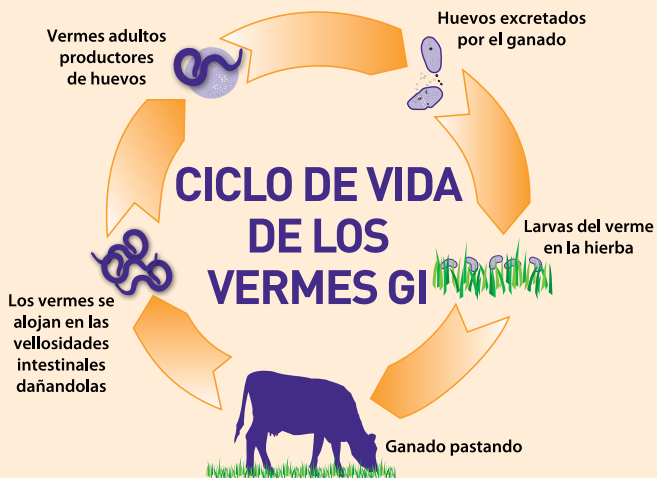 CICLO DE VIDA
DE LOS
VERMES GI
Huevos excretados
por el ganado
Larvas del verme
en la hierba
Ganado pastando
Los vermes se
alojan en las
vellosidades
intestinales
dañandolas
Vermes adultos
productores
de huevos